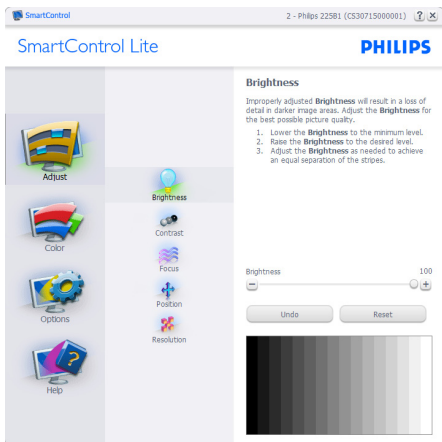 SmartControl
2 - Philips 225B1 (CS30715000001)
? ×
SmartControl Lite
PHILIPS
Adjust
Color
Options
Help
Brightness
Contrast
Focus
Position
Resolution
Brightness
Improperly adjusted Brightness will result in a loss of
detail in darker image areas. Adjust the Brightness for
the best possible picture quality.
1. Lower the Brightness to the minimum level.
2. Raise the Brightness to the desired level.
3. Adjust the Brightness as needed to achieve
an equal separation of the stripes.
Brightness 100
Undo Reset